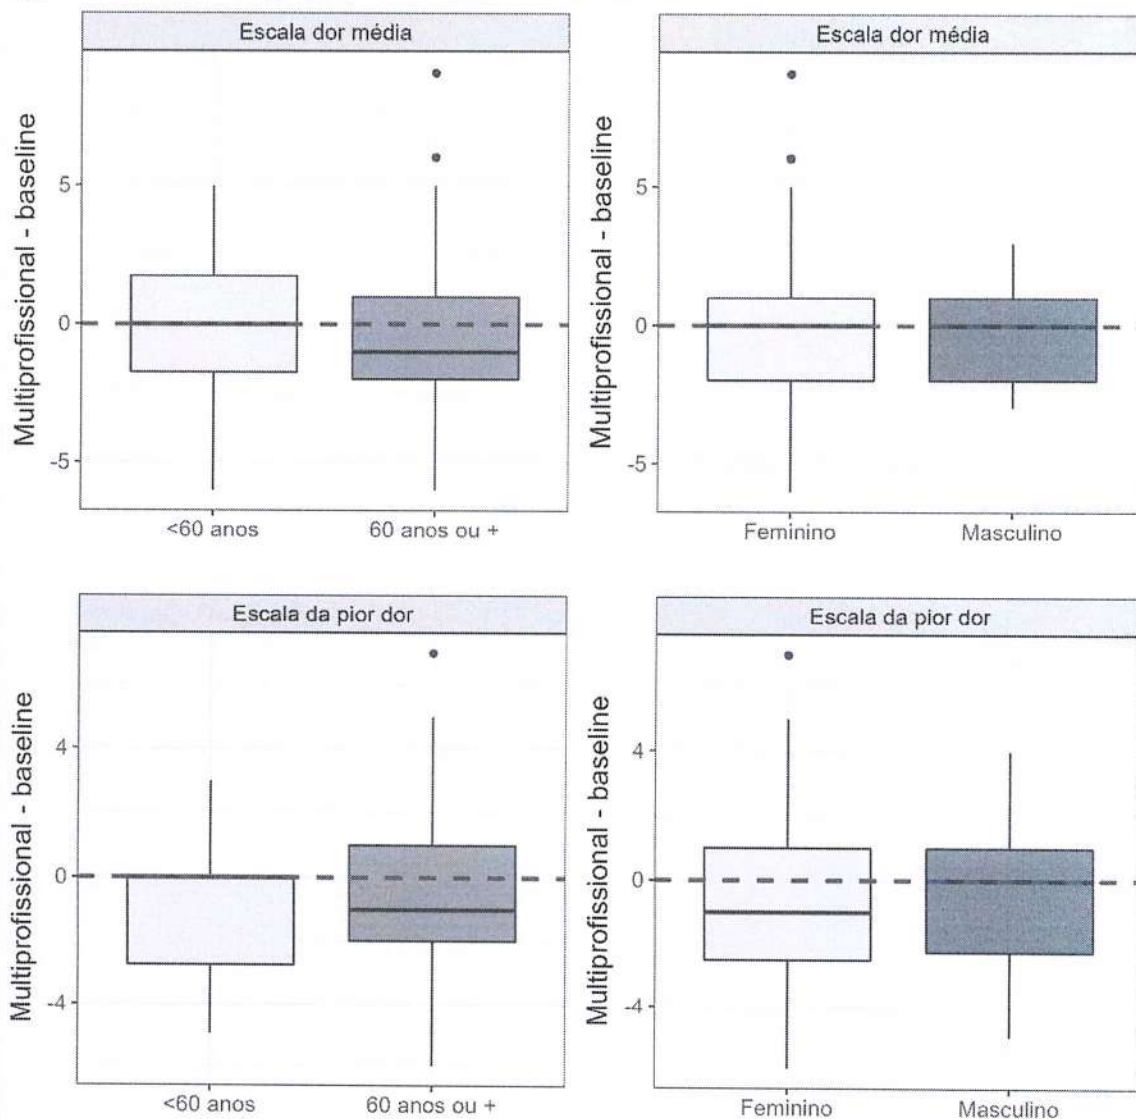 Escala dor média
Multiprofissional - baseline
5
0
-5
<60 anos
60 anos ou +
Escala dor média
Multiprofissional - baseline
5
0
-5
Feminino
Masculino
Escala da pior dor
Multiprofissional - baseline
4
0
-4
<60 anos
60 anos ou +
Escala da pior dor
Multiprofissional - baseline
4
0
-4
Feminino
Masculino